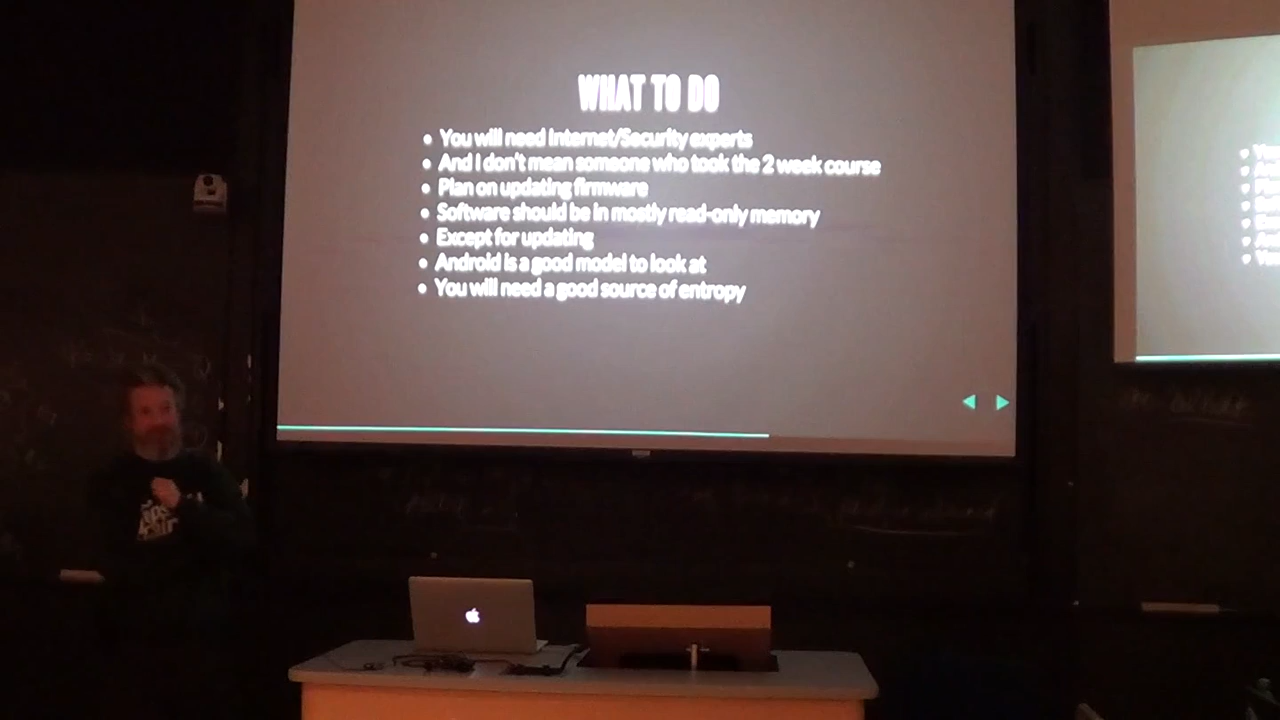 WHAT TO DO
You will need Internet/Security experts
And I don't mean someone who took the 2 week course
Plan on updating firmware
Software should be in mostly read-only memory
Except for updating
Android is a good model to look at
You will need a good source of entropy